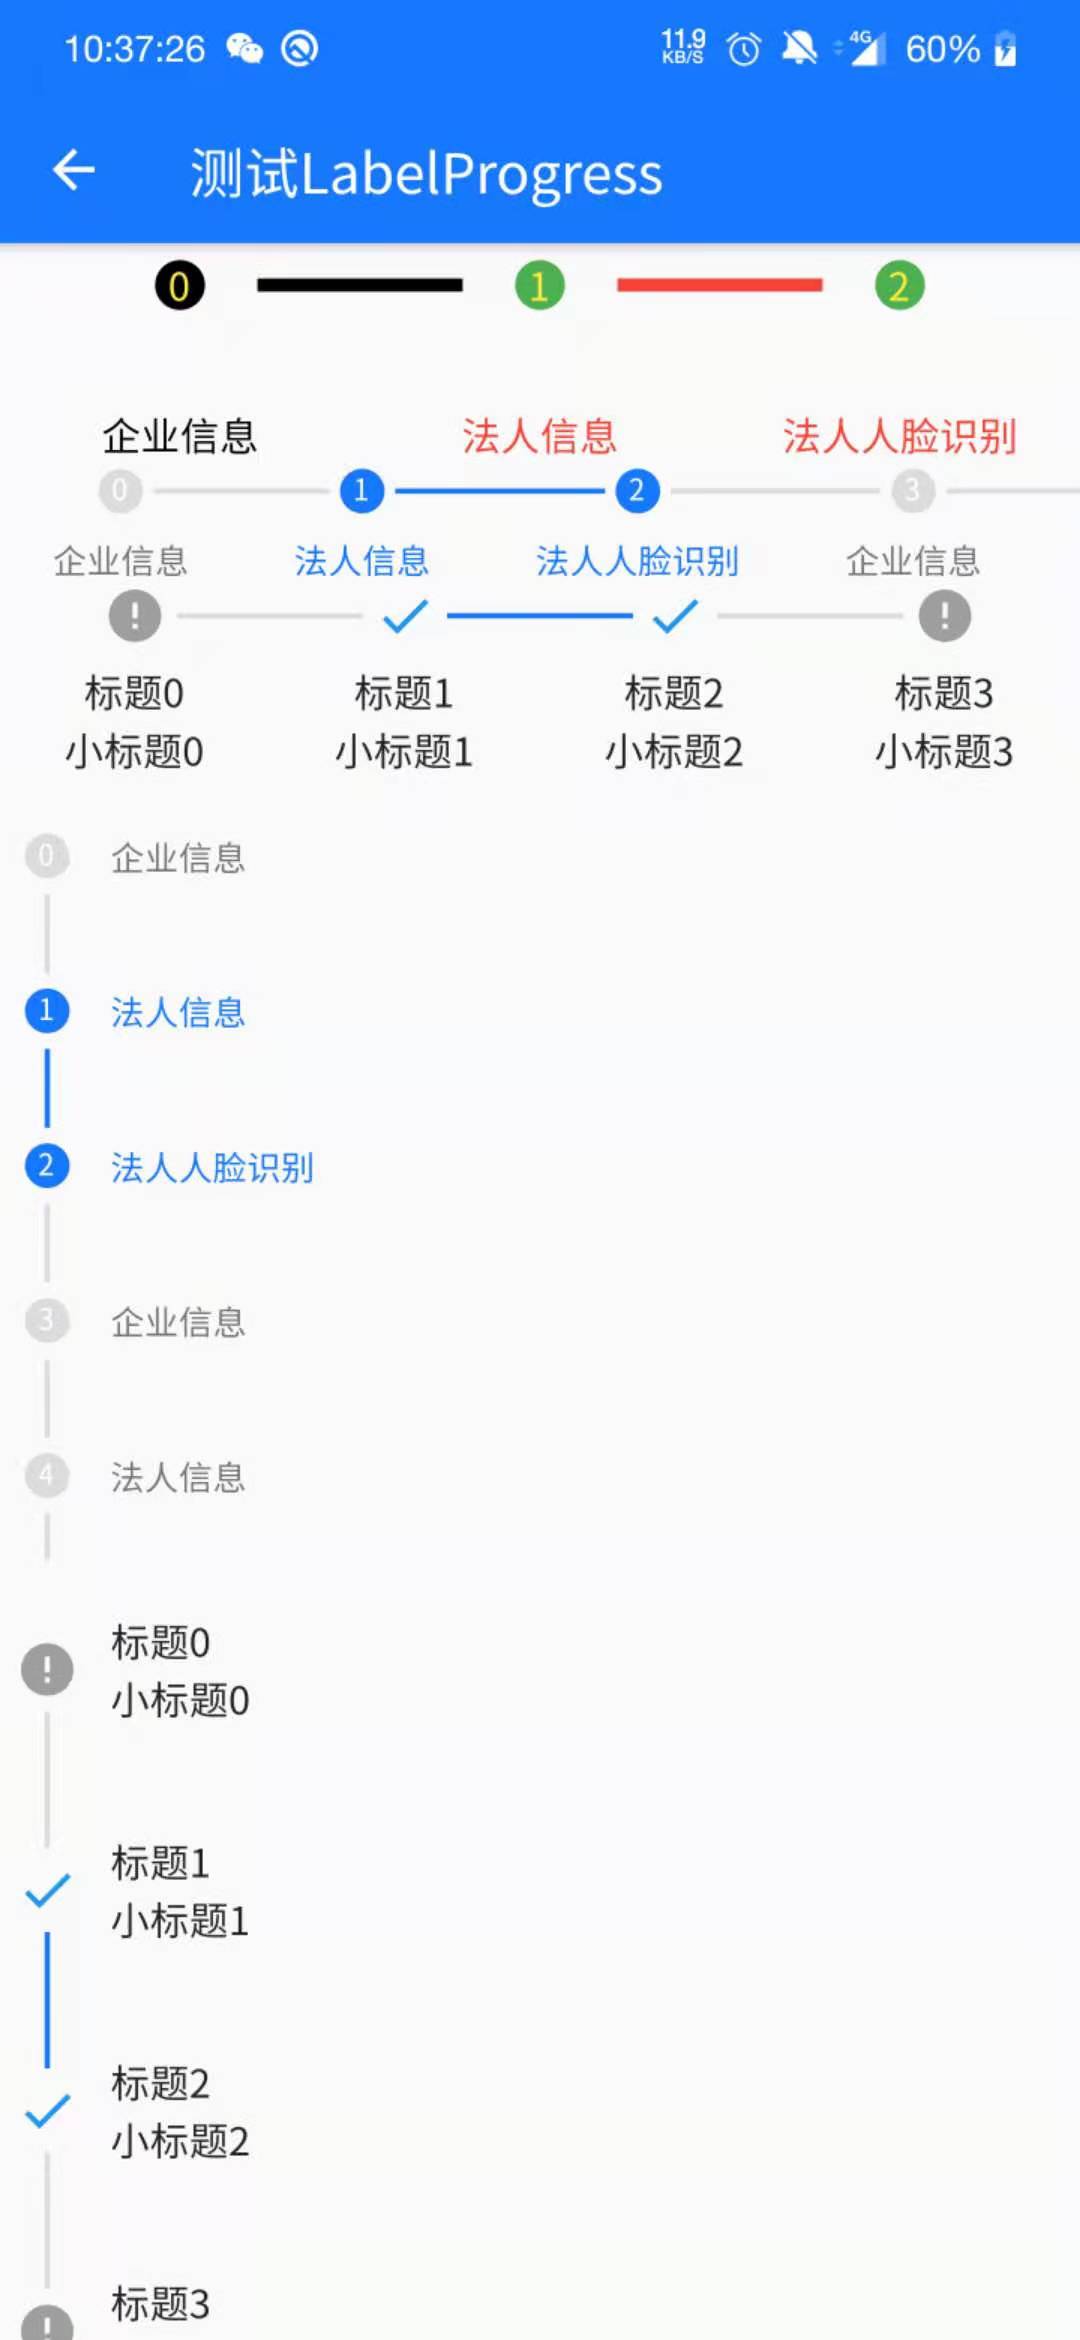 10:37:26 11.9 KB/S 4G 60%
测试LabelProgress
0 1 2
企业信息 法人信息 法人人脸识别
0 1 2 3
企业信息 法人信息 法人人脸识别 企业信息
! !
标题0 标题1 标题2 标题3
小标题0 小标题1 小标题2 小标题3
0 企业信息
1 法人信息
2 法人人脸识别
3 企业信息
4 法人信息
标题0
!
小标题0
标题1
小标题1
标题2
小标题2
标题3
!